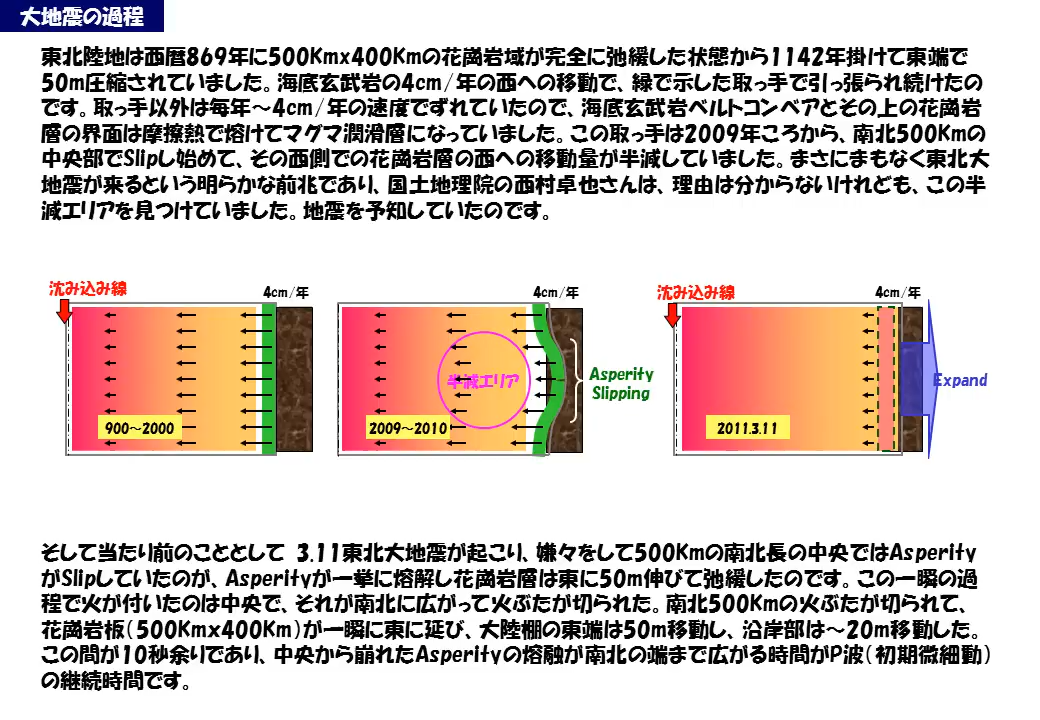 大地震の過程
東北陸地は西暦869年に500Kmx400Kmの花崗岩域が完全に弛緩した状態から1142年掛けて東端で
50m圧縮されていました。海底玄武岩の4cm/年の西への移動で、緑で示した取っ手で引っ張られ続けたの
です。取っ手以外は毎年～4cm/年の速度でずれていたので、海底玄武岩ベルトコンベアとその上の花崗岩
層の界面は摩擦熱で熔けてマグマ潤滑層になっていました。この取っ手は2009年ころから、南北500Kmの
中央部でSlipし始めて、その西側での花崗岩層の西への移動量が半減していました。まさにまもなく東北大
地震が来るという明らかな前兆であり、国土地理院の西村卓也さんは、理由は分からないけれども、この半
減エリアを見つけていました。地震を予知していたのです。
沈み込み線
4cm/年
900～2000
4cm/年
半減エリア
2009～2010
Asperity
Slipping
沈み込み線
4cm/年
2011.3.11
Expand
そして当たり前のこととして 3.11東北大地震が起こり、嫌々をして500Kmの南北長の中央ではAsperity
がSlipしていたのが、Asperityが一挙に熔解し花崗岩層は東に50m伸びて弛緩したのです。この一瞬の過
程で火が付いたのは中央で、それが南北に広がって火ぶたが切られた。南北500Kmの火ぶたが切られて、
花崗岩板（500Kmx400Km）が一瞬に東に延び、大陸棚の東端は50m移動し、沿岸部は～20m移動した。
この間が10秒余りであり、中央から崩れたAsperityの熔融が南北の端まで広がる時間がP波（初期微細動）
の継続時間です。